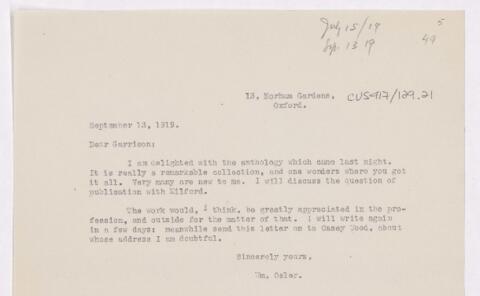 July 15/19
Sep. 13 19
5
49
13, Norham Gardens,
CUS917/129.21
Oxford.
September 13, 1919.
Dear Garrison:
I am delighted with the anthology which came last night.
It is really a remarkable collection, and one wonders where you got
it all. Very many are new to me. I will discuss the question of
publication with Milford.
The work would, I think, be greatly appreciated in the pro-
fession, and outside for the matter of that. I will write again
in a few days: meanwhile send this letter on to Casey Wood, about
whose address I am doubtful.
Sincerely yours,
Wm. Osler.